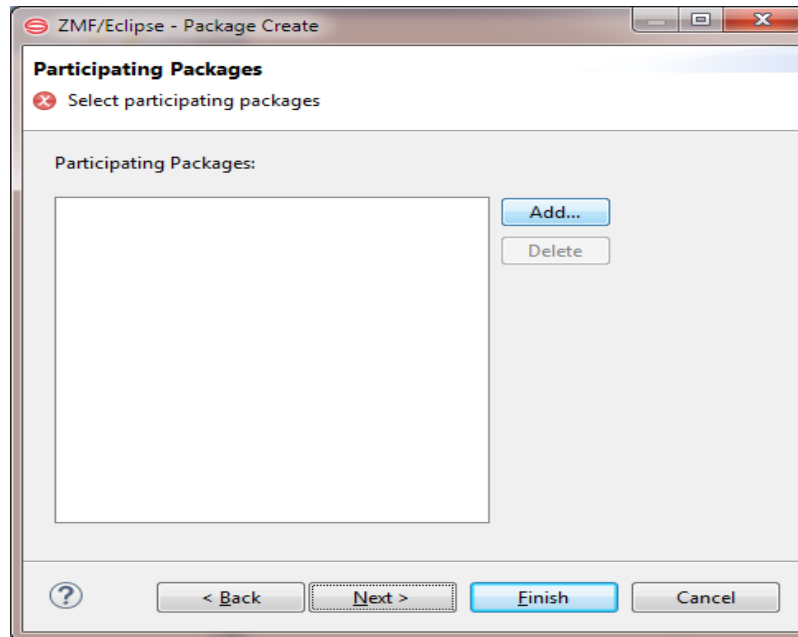 ZMF/Eclipse - Package Create
Participating Packages
Select participating packages
Participating Packages:
Add...
Delete
< Back
Next >
Finish
Cancel